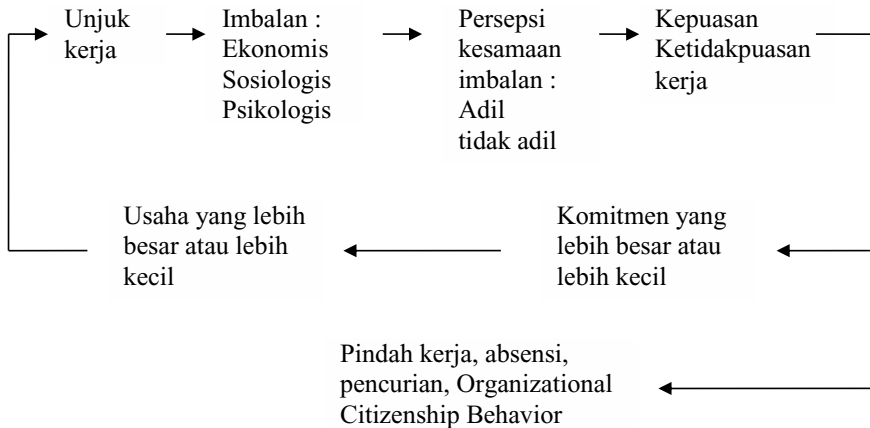 Unjuk
kerja
Imbalan :
Ekonomis
Sosiologis
Psikologis
Persepsi
kesamaan
imbalan :
Adil
tidak adil
Kepuasan
Ketidakpuasan
kerja
Usaha yang lebih
besar atau lebih
kecil
Komitmen yang
lebih besar atau
lebih kecil
Pindah kerja, absensi,
pencurian, Organizational
Citizenship Behavior